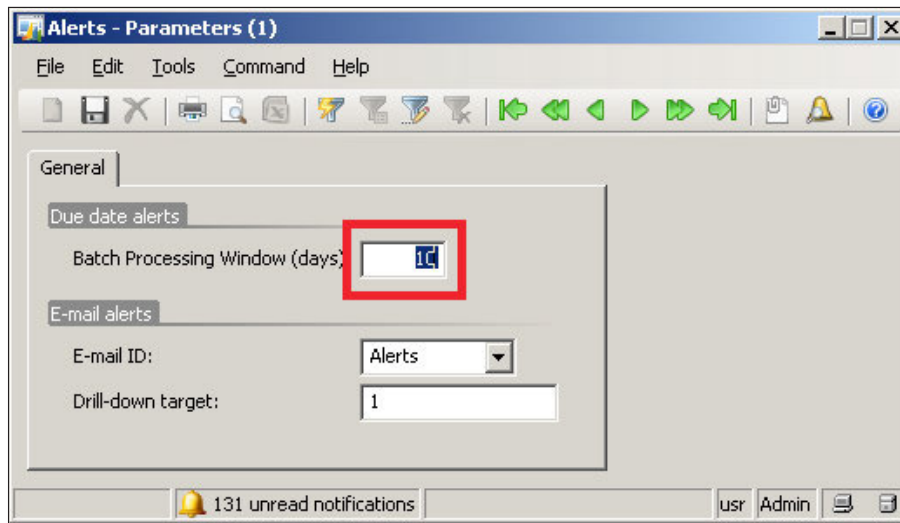 Alerts - Parameters (1)
File Edit Tools Command Help
General
Due date alerts
Batch Processing Window (days)
10
E-mail alerts
E-mail ID:
Alerts
Drill-down target:
1
131 unread notifications
usr
Admin